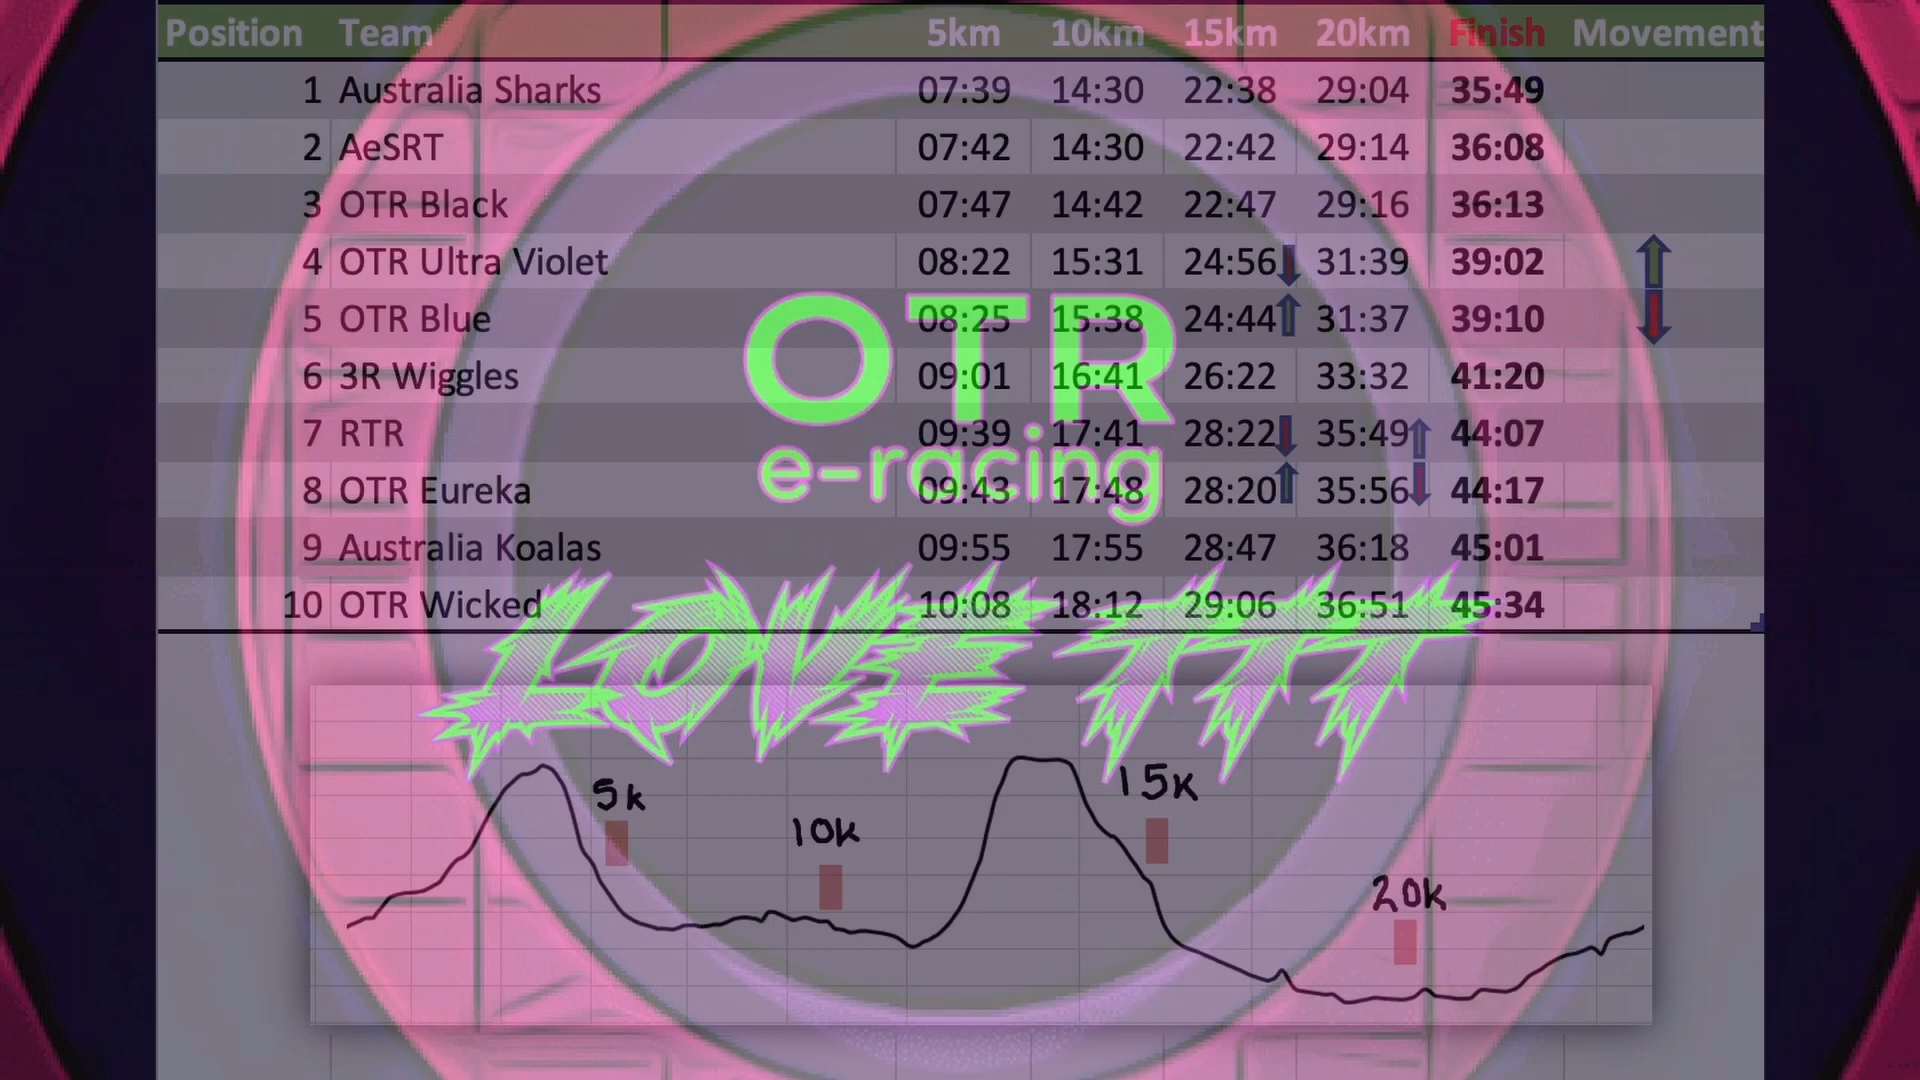 Position Team 5km 10km 15km 20km Finish Movement
1 Australia Sharks 07:39 14:30 22:38 29:04 35:49
2 AeSRT 07:42 14:30 22:42 29:14 36:08
3 OTR Black 07:47 14:42 22:47 29:16 36:13
4 OTR Ultra Violet 08:22 15:31 24:56 31:39 39:02
5 OTR Blue 08:25 15:38 24:44 31:37 39:10
6 3R Wiggles 09:01 16:41 26:22 33:32 41:20
7 RTR 09:39 17:41 28:22 35:49 44:07
8 OTR Eureka 09:43 17:48 28:20 35:56 44:17
9 Australia Koalas 09:55 17:55 28:47 36:18 45:01
10 OTR Wicked 10:08 18:12 29:06 36:51 45:34
OTR
e-racing
LOVE TTT
5k
10k
15k
20k